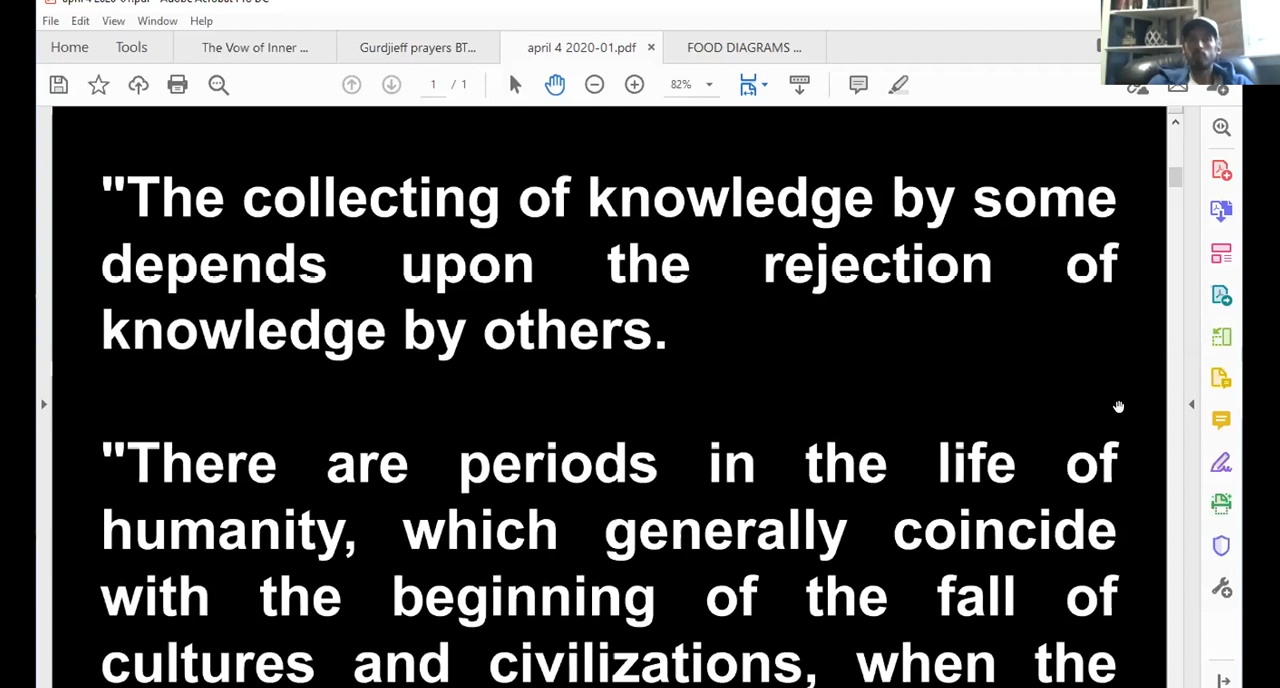 File Edit View Window Help
Home Tools The Vow of Inner ... Gurdjieff prayers BT... april 4 2020-01.pdf × FOOD DIAGRAMS ...
1 / 1 82%
"The collecting of knowledge by some
depends upon the rejection of
knowledge by others.
"There are periods in the life of
humanity, which generally coincide
with the beginning of the fall of
cultures and civilizations, when the